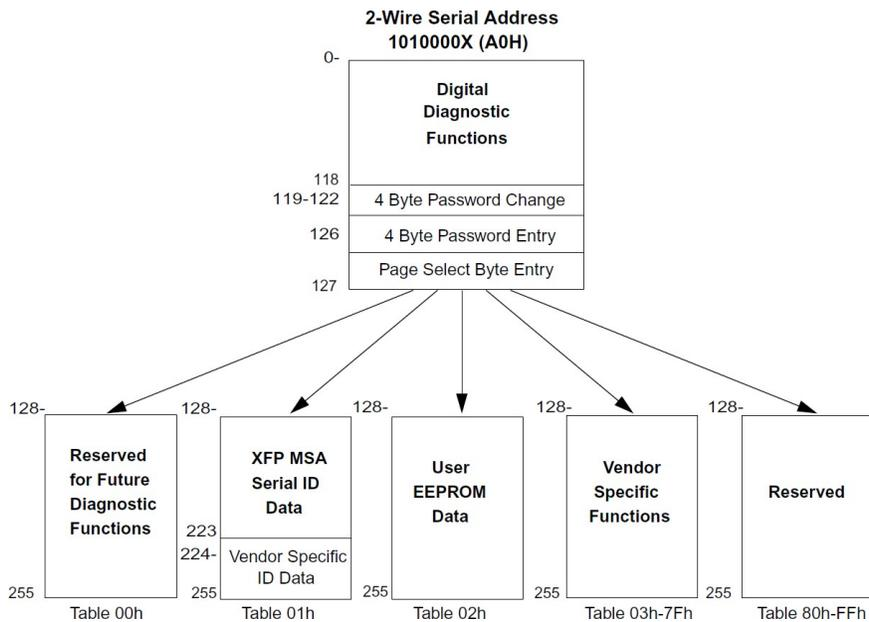 2-Wire Serial Address
1010000X (A0H)
0-
Digital
Diagnostic
Functions
118
119-122
4 Byte Password Change
126
4 Byte Password Entry
Page Select Byte Entry
127
128-
Reserved
for Future
Diagnostic
Functions
255
Table 00h
128-
XFP MSA
Serial ID
Data
223
224-
Vendor Specific
ID Data
255
Table 01h
128-
User
EEPROM
Data
255
Table 02h
128-
Vendor
Specific
Functions
255
Table 03h-7Fh
128-
Reserved
255
Table 80h-FFh